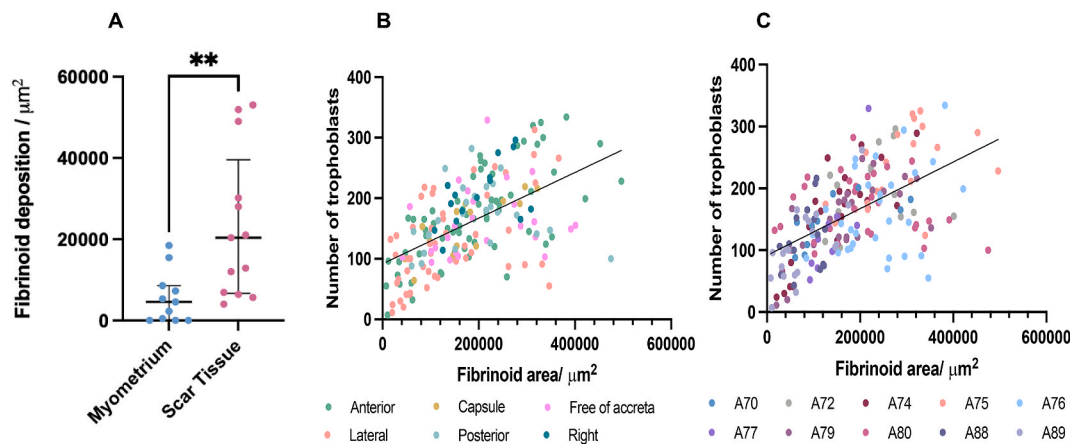 A
Fibrinoid deposition / μm²
60000
40000
20000
0
**
Myometrium
Scar Tissue
B
Number of trophoblasts
400
300
200
100
0
0
200000
400000
600000
Fibrinoid area/ μm²
Anterior
Capsule
Free of accreta
Lateral
Posterior
Right
C
Number of trophoblasts
400
300
200
100
0
0
200000
400000
600000
Fibrinoid area/ μm²
A70
A72
A74
A75
A76
A77
A79
A80
A88
A89